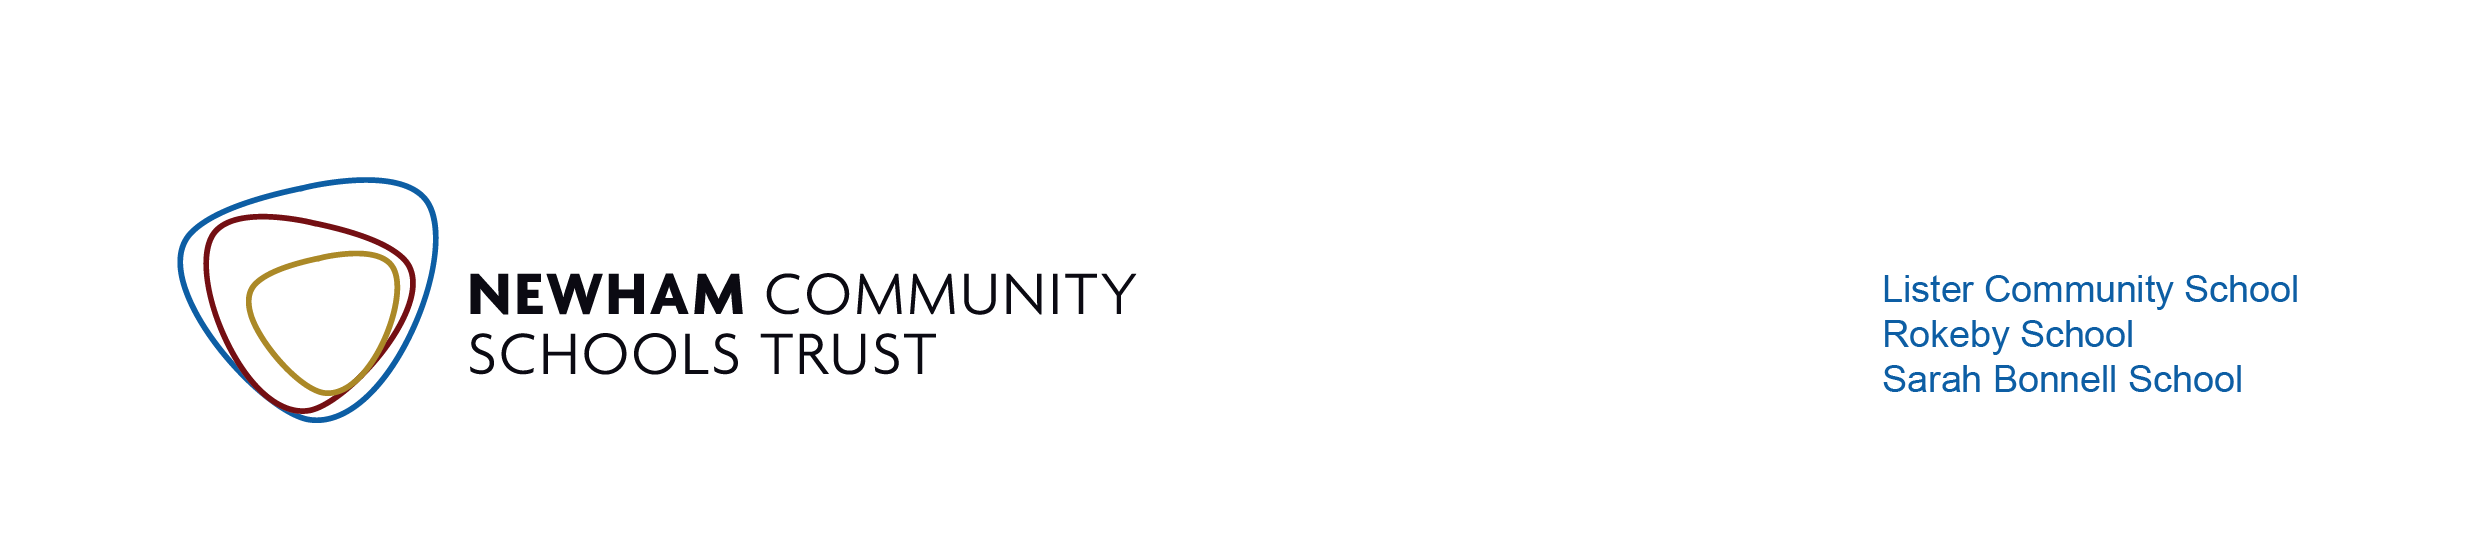 NEWHAM COMMUNITY
SCHOOLS TRUST
Lister Community School
Rokeby School
Sarah Bonnell School